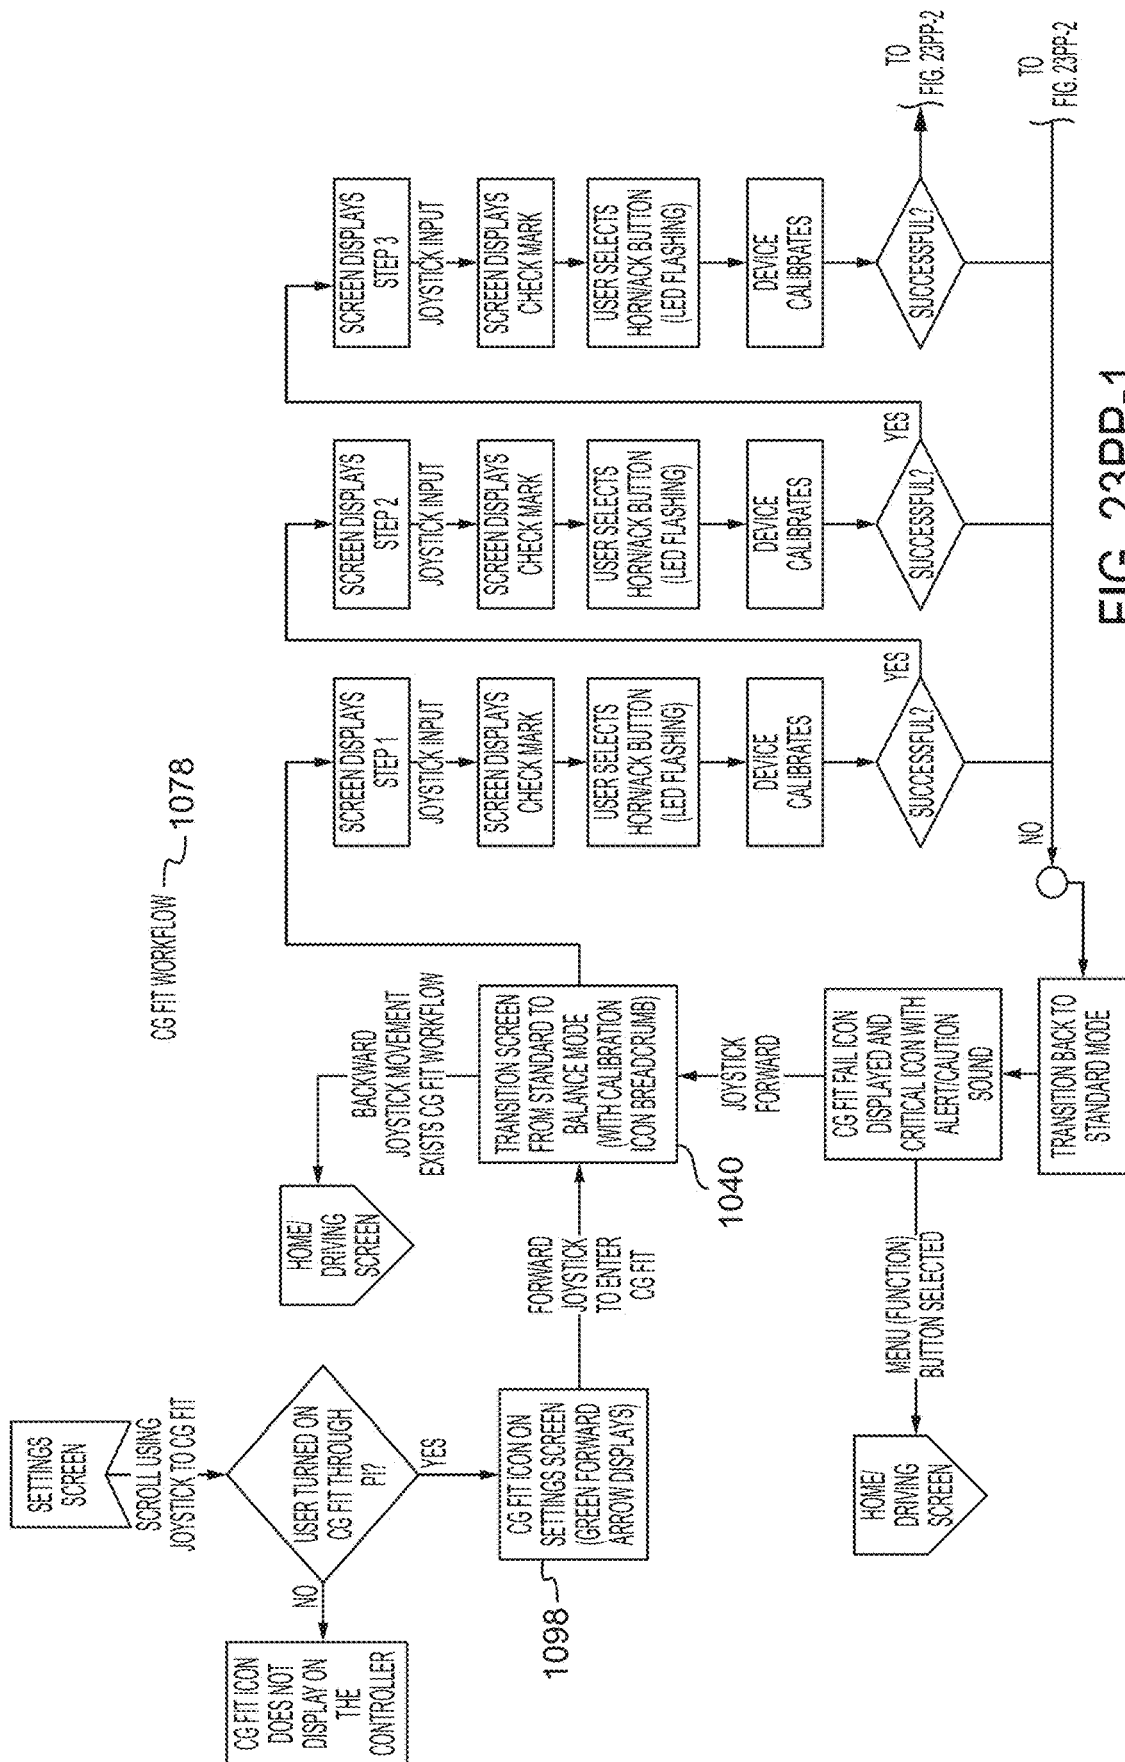 CG FIT WORKFLOW 1078
SETTINGS
SCREEN
SCROLL USING
JOYSTICK TO CG FIT
USER TURNED ON
CG FIT THROUGH
PI?
NO
CG FIT ICON
DOES NOT
DISPLAY ON
THE
CONTROLLER
YES
CG FIT ICON ON
SETTINGS SCREEN
(GREEN FORWARD
ARROW DISPLAYS)
1098
FORWARD
JOYSTICK
TO ENTER
CG FIT
HOME/
DRIVING
SCREEN
BACKWARD
JOYSTICK MOVEMENT
EXISTS CG FIT WORKFLOW
TRANSITION SCREEN
FROM STANDARD TO
BALANCE MODE
(WITH CALIBRATION
ICON BREADCRUMB)
1040
JOYSTICK
FORWARD
CG FIT FAIL ICON
DISPLAYED AND
CRITICAL ICON WITH
ALERT/CAUTION
SOUND
MENU (FUNCTION)
BUTTON SELECTED
HOME/
DRIVING
SCREEN
TRANSITION BACK TO
STANDARD MODE
NO
SCREEN DISPLAYS
STEP 1
JOYSTICK INPUT
SCREEN DISPLAYS
CHECK MARK
USER SELECTS
HORN/ACK BUTTON
(LED FLASHING)
DEVICE
CALIBRATES
SUCCESSFUL?
YES
SCREEN DISPLAYS
STEP 2
JOYSTICK INPUT
SCREEN DISPLAYS
CHECK MARK
USER SELECTS
HORN/ACK BUTTON
(LED FLASHING)
DEVICE
CALIBRATES
SUCCESSFUL?
YES
SCREEN DISPLAYS
STEP 3
JOYSTICK INPUT
SCREEN DISPLAYS
CHECK MARK
USER SELECTS
HORN/ACK BUTTON
(LED FLASHING)
DEVICE
CALIBRATES
SUCCESSFUL?
TO
FIG. 23PP-2
TO
FIG. 23PP-2
FIG. 23PP-1